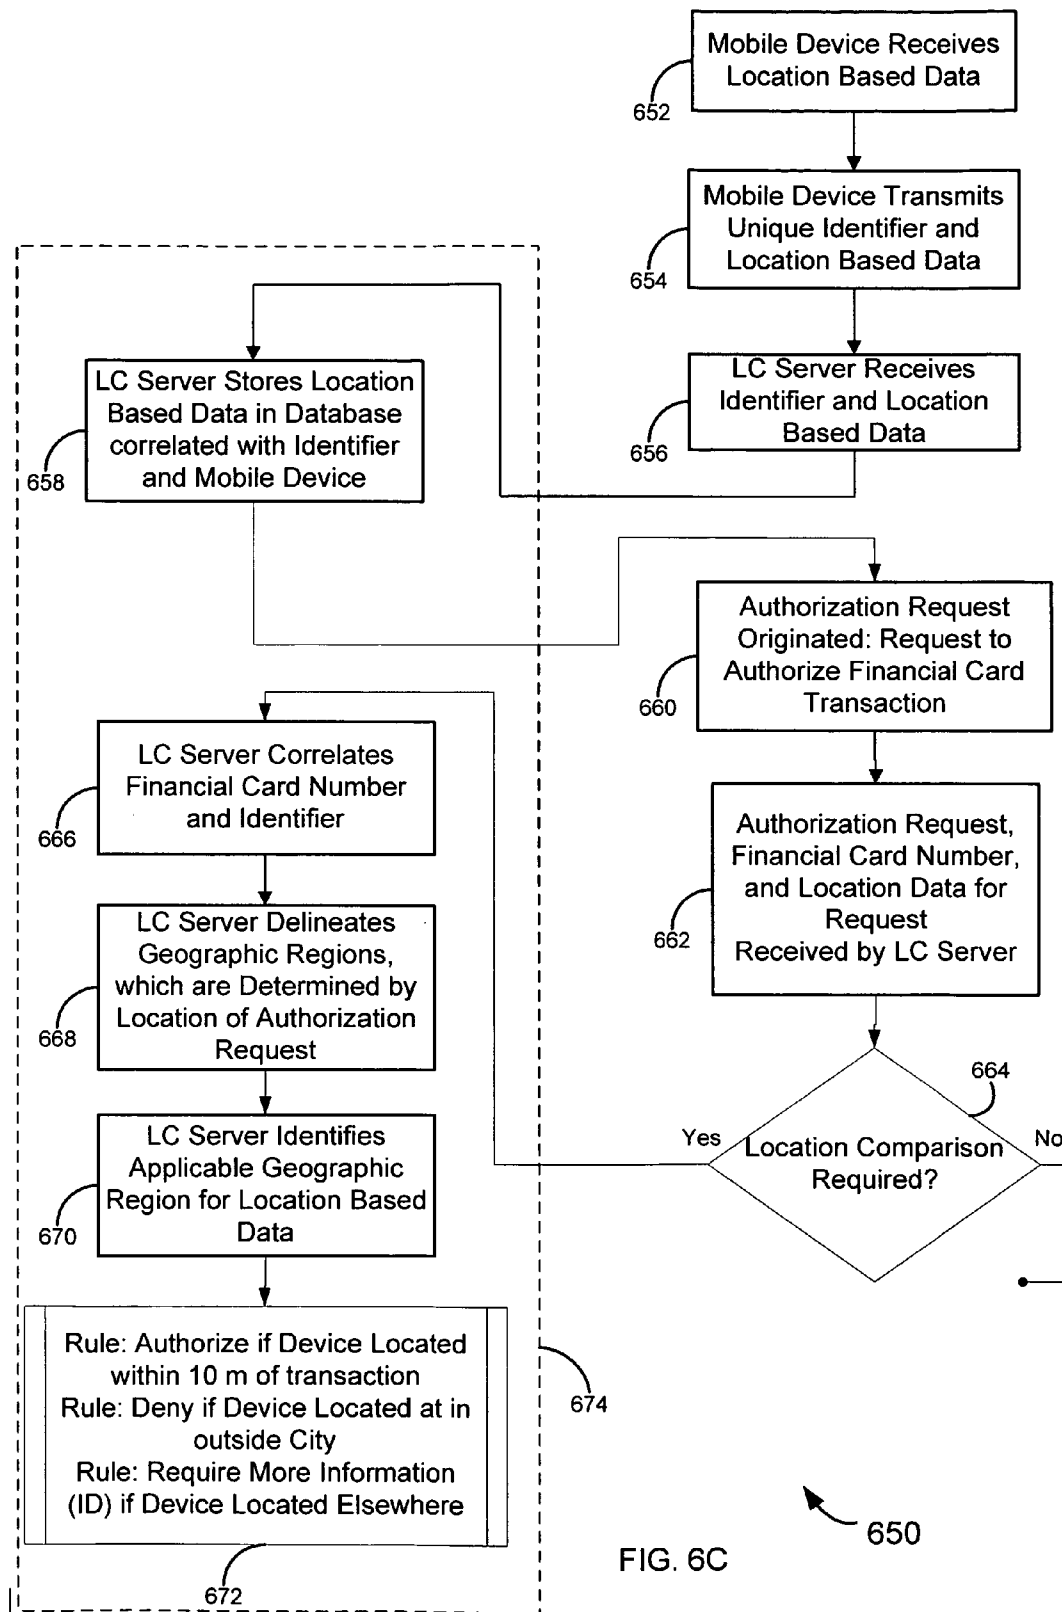 Mobile Device Receives
Location Based Data
652
Mobile Device Transmits
Unique Identifier and
Location Based Data
654
LC Server Receives
Identifier and Location
Based Data
656
LC Server Stores Location
Based Data in Database
correlated with Identifier
and Mobile Device
658
Authorization Request
Originated: Request to
Authorize Financial Card
Transaction
660
Authorization Request,
Financial Card Number,
and Location Data for
Request
Received by LC Server
662
664
Location Comparison
Required?
Yes
No
LC Server Correlates
Financial Card Number
and Identifier
666
LC Server Delineates
Geographic Regions,
which are Determined by
Location of Authorization
Request
668
LC Server Identifies
Applicable Geographic
Region for Location Based
Data
670
Rule: Authorize if Device Located
within 10 m of transaction
Rule: Deny if Device Located at in
outside City
Rule: Require More Information
(ID) if Device Located Elsewhere
672
674
650
FIG. 6C